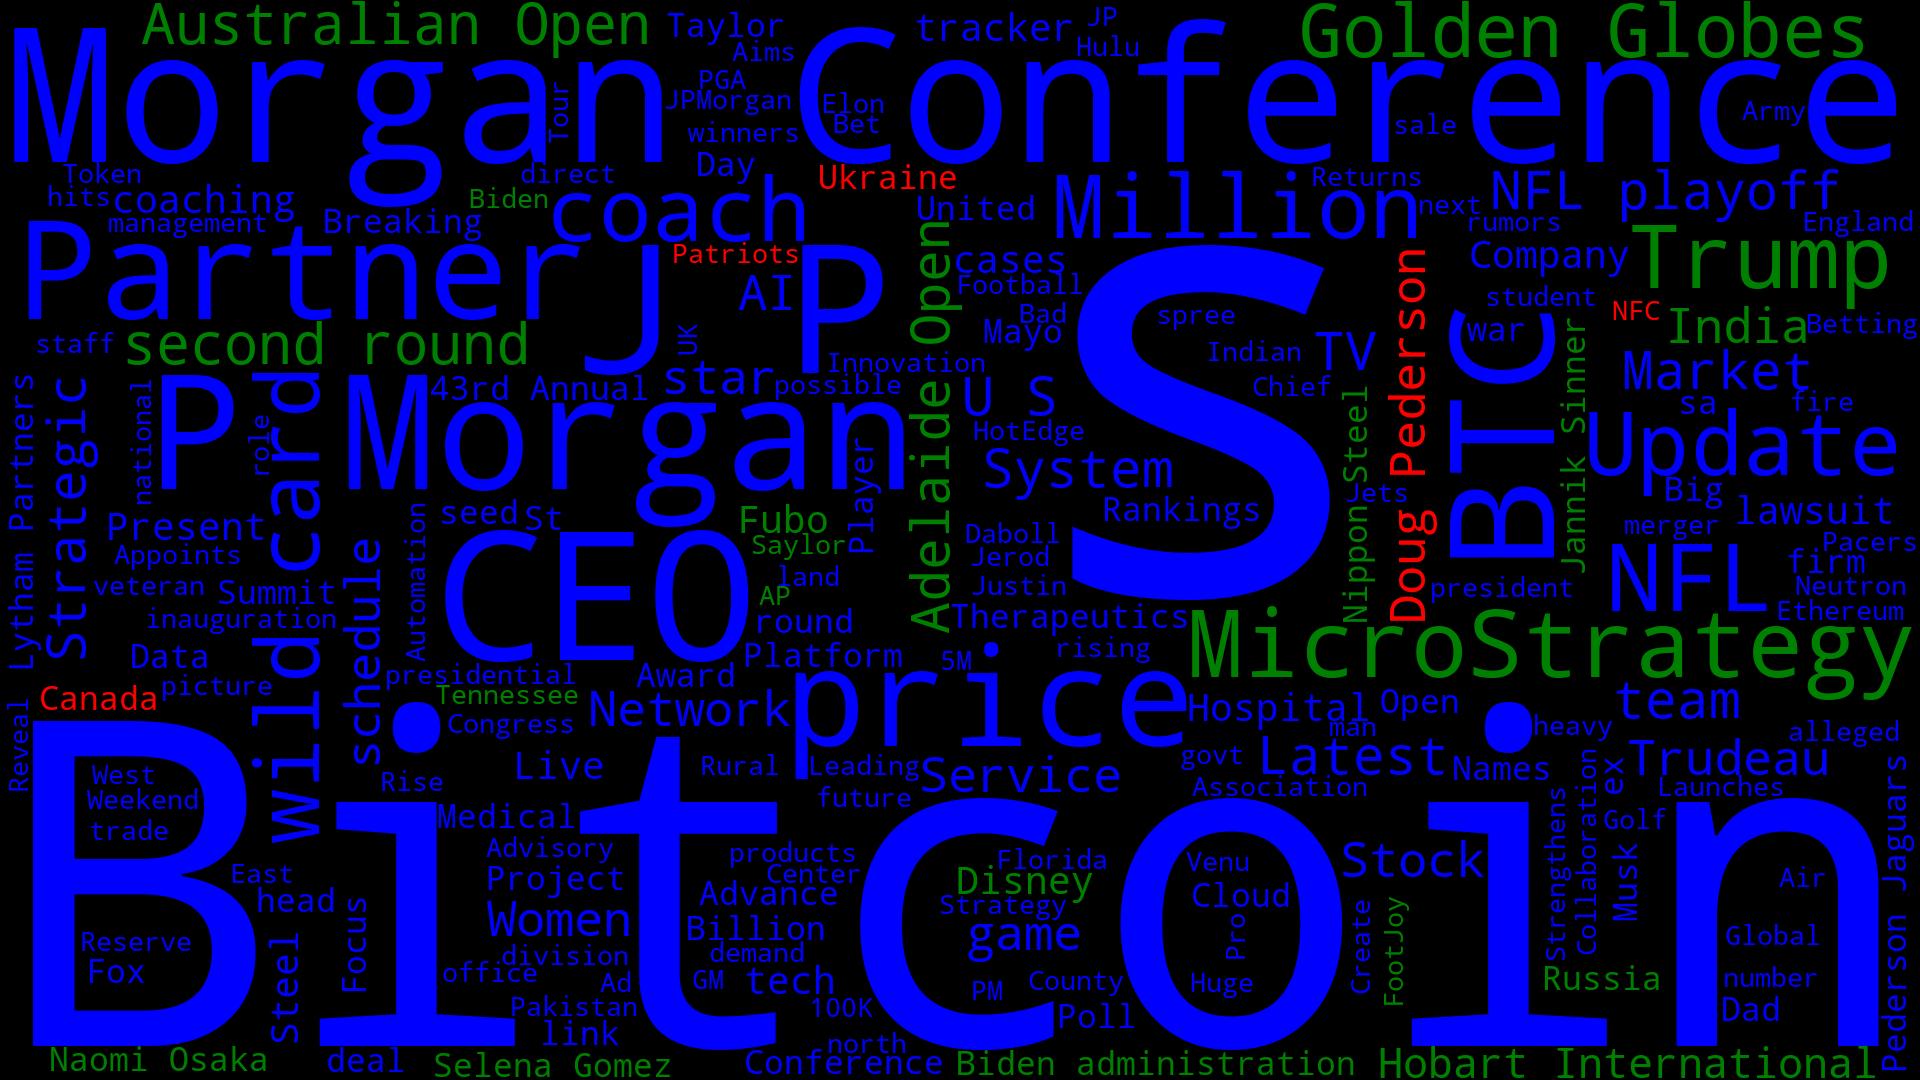 Australian Open
Taylor
tracker
JP
Golden Globes
Aims
Hulu
Morgan
Conference
PGA
Tour
JPMorgan
Elon
Bet
winners
sale
Army
Day
Token
direct
Ukraine
Returns
hits
coaching
Biden
coach
United
Million
next
NFL playoff
management
Breaking
rumors
England
Partner
J P
Patriots
AI
cases
Football
Company
Trump
student
NFC
India
Betting
Bad
Mayo
spree
war
staff
second round
UK
Innovation
Indian
TV
Market
43rd Annual
star
possible
U S
Chief
sa
fire
S
Adelaide Open
Doug Pederson
BTC
Jannik Sinner
Nippon Steel
Lytham Partners
Strategic
national
role
wild card
P Morgan
HotEdge
System
Update
Player
Rankings
Jets
Big
Present
seed
St
Fubo
Saylor
Daboll
merger
lawsuit
Appoints
Automation
schedule
CEO
Jerod
NFL
Pacers
firm
veteran
Summit
land
AP
Justin
president
Neutron
Ethereum
inauguration
round
Therapeutics
MicroStrategy
Data
Platform
5M
rising
presidential
Award
Canada
picture
Tennessee
Network
price
Hospital
Open
team
Reveal
Congress
man
heavy
alleged
Live
Rural
Leading
Service
govt
Latest
Names
Trudeau
West
Rise
future
Association
Launches
Weekend
trade
Bitcoin
Medical
ex
Golf
Advisory
products
Florida
Venu
Stock
Strengthens
Collaboration
Musk
Pederson Jaguars
East
Project
Center
Disney
Cloud
Air
head
Advance
Strategy
Focus
Women
Billion
game
Pro
Create
FootJoy
Global
Reserve
Steel
division
demand
Fox
office
Ad
GM
tech
PM
County
Huge
Russia
number
Pakistan
100K
Poll
Dad
link
north
Naomi Osaka
deal
Selena Gomez
Conference
Biden administration
Hobart International